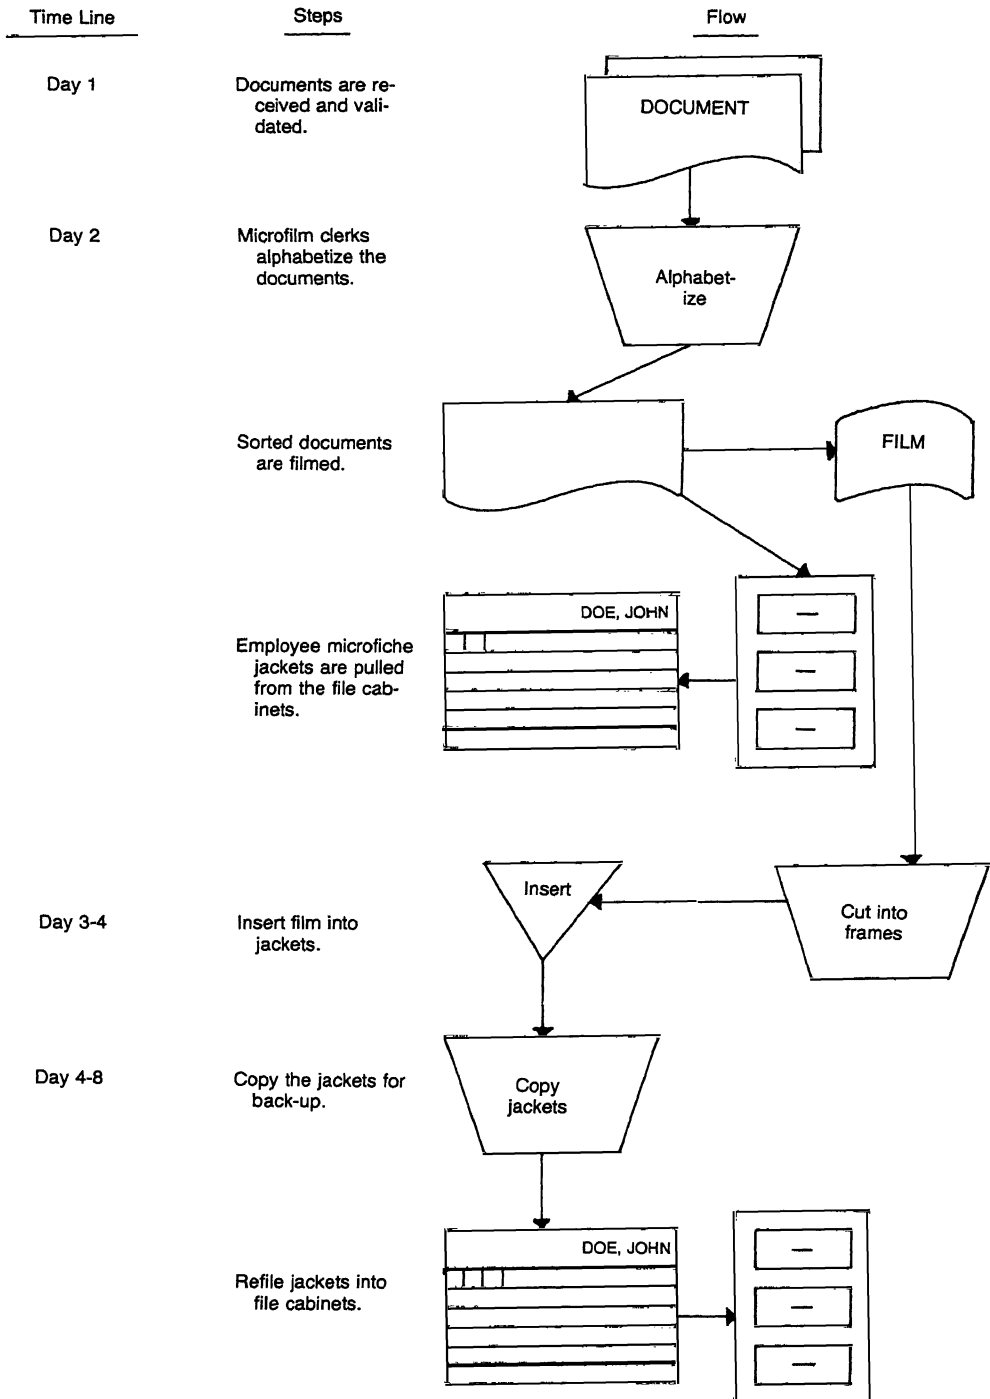 Time Line
Steps
Flow
Day 1
Documents are re-
ceived and vali-
dated.
DOCUMENT
Day 2
Microfilm clerks
alphabetize the
documents.
Alphabet-
ize
Sorted documents
are filmed.
FILM
Employee microfiche
jackets are pulled
from the file cab-
inets.
DOE, JOHN
Day 3-4
Insert film into
jackets.
Insert
Cut into
frames
Day 4-8
Copy the jackets for
back-up.
Copy
jackets
Refile jackets into
file cabinets.
DOE, JOHN